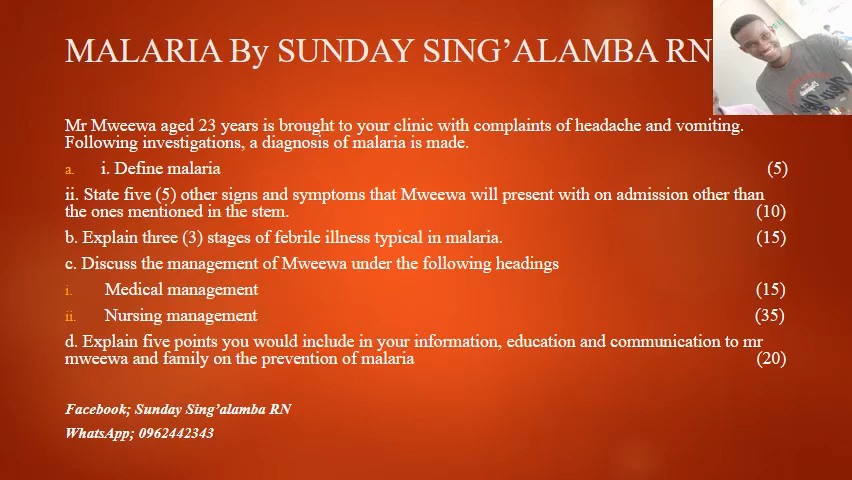 MALARIA By SUNDAY SING'ALAMBA RN
Mr Mweewa aged 23 years is brought to your clinic with complaints of headache and vomiting.
Following investigations, a diagnosis of malaria is made.
a. i. Define malaria (5)
ii. State five (5) other signs and symptoms that Mweewa will present with on admission other than
the ones mentioned in the stem. (10)
b. Explain three (3) stages of febrile illness typical in malaria. (15)
c. Discuss the management of Mweewa under the following headings
i. Medical management (15)
ii. Nursing management (35)
d. Explain five points you would include in your information, education and communication to mr
mweewa and family on the prevention of malaria (20)
Facebook; Sunday Sing'alamba RN
WhatsApp; 0962442343